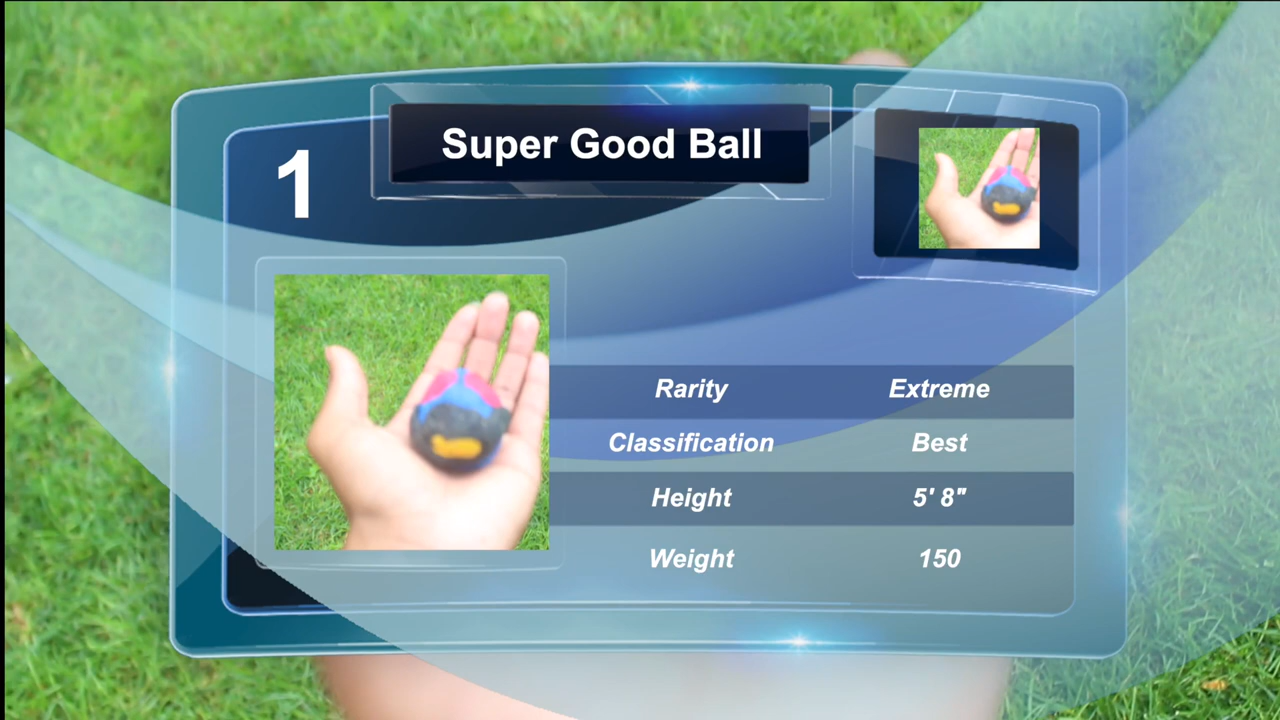 1
Super Good Ball
Rarity Extreme
Classification Best
Height 5' 8"
Weight 150